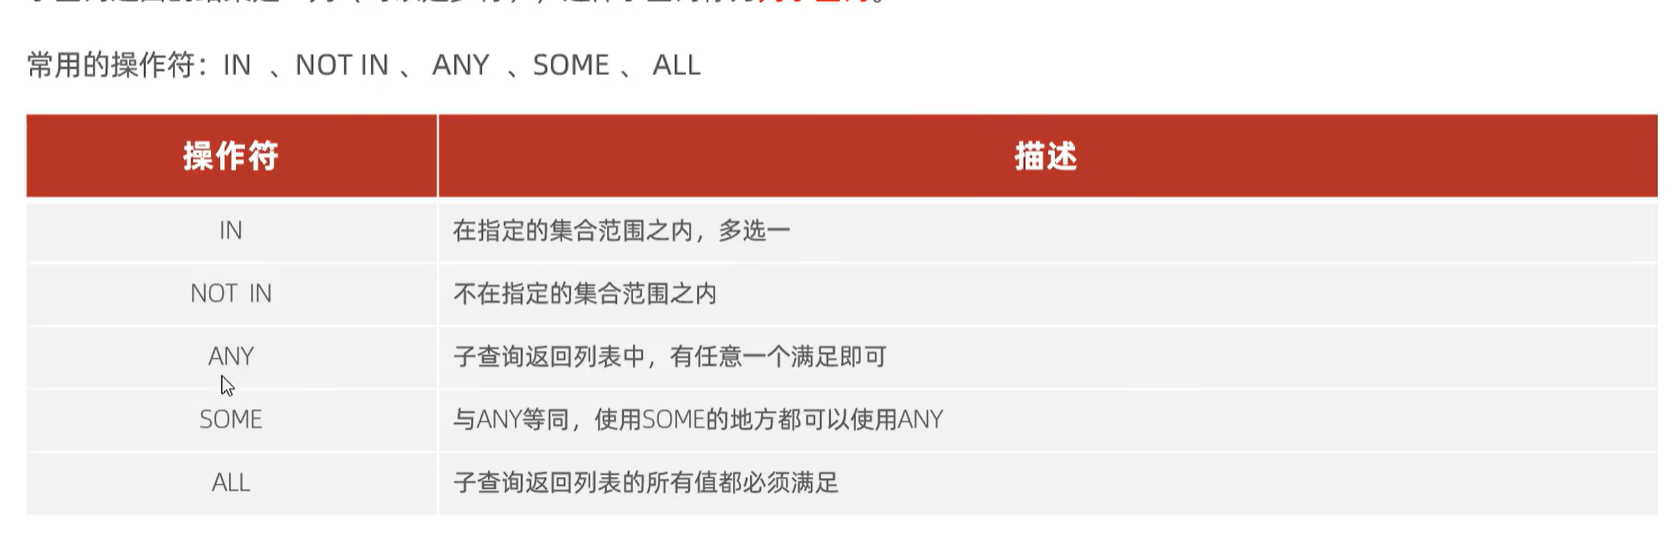 常用的操作符：IN 、NOT IN 、 ANY 、SOME 、 ALL
操作符 描述
IN 在指定的集合范围之内，多选一
NOT IN 不在指定的集合范围之内
ANY 子查询返回列表中，有任意一个满足即可
SOME 与ANY等同，使用SOME的地方都可以使用ANY
ALL 子查询返回列表的所有值都必须满足